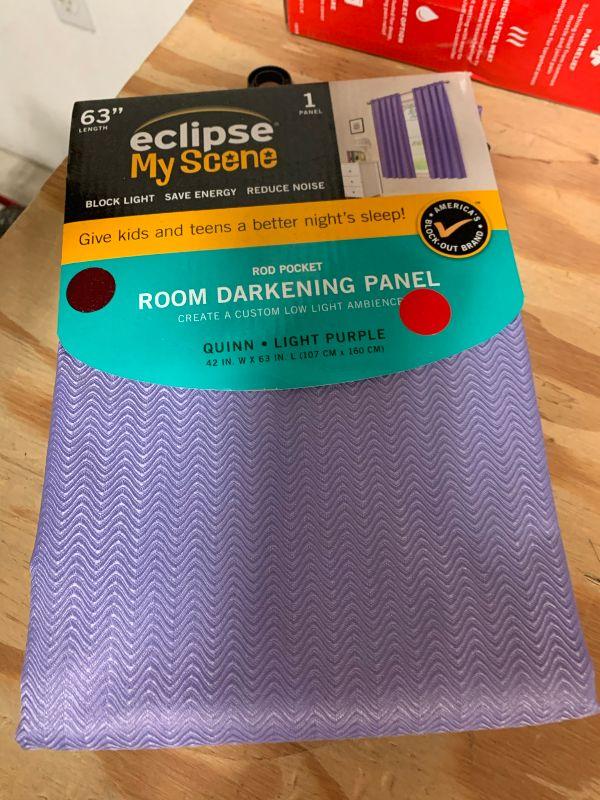 63"
LENGTH
1
PANEL
eclipse
My Scene
BLOCK LIGHT SAVE ENERGY REDUCE NOISE
Give kids and teens a better night's sleep!
AMERICA'S
BLOCK-OUT BRAND
ROD POCKET
ROOM DARKENING PANEL
CREATE A CUSTOM LOW LIGHT AMBIENCE
QUINN • LIGHT PURPLE
42 IN. W X 63 IN. L (107 CM x 160 CM)
PAIN RELIEF